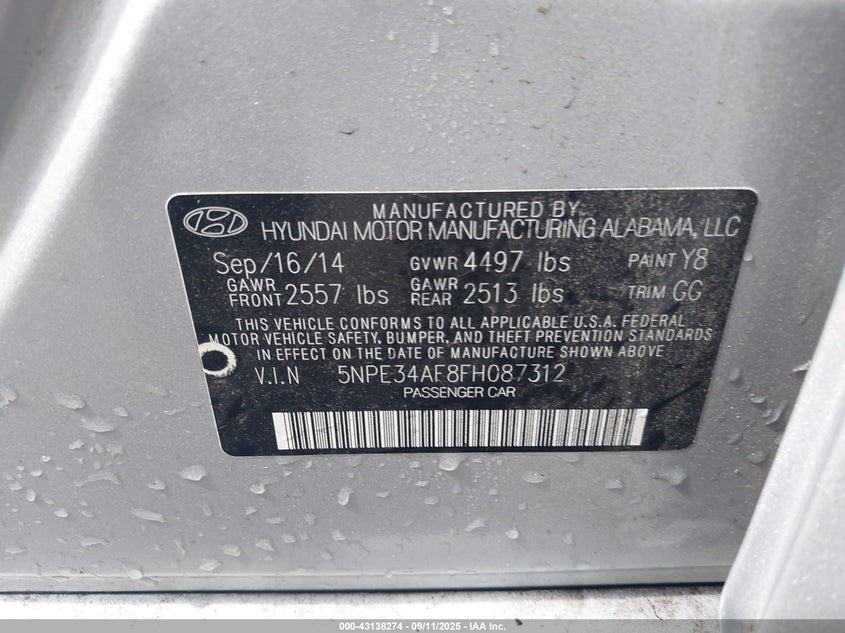 MANUFACTURED BY
HYUNDAI MOTOR MANUFACTURING ALABAMA, LLC
Sep/16/14 GVWR 4497 lbs PAINT Y8
GAWR FRONT 2557 lbs GAWR REAR 2513 lbs TRIM GG
THIS VEHICLE CONFORMS TO ALL APPLICABLE U.S.A. FEDERAL
MOTOR VEHICLE SAFETY, BUMPER, AND THEFT PREVENTION STANDARDS
IN EFFECT ON THE DATE OF MANUFACTURE SHOWN ABOVE
V.I.N 5NPE34AF8FH087312
PASSENGER CAR
000-43138274 - 09/11/2025 - IAA Inc.